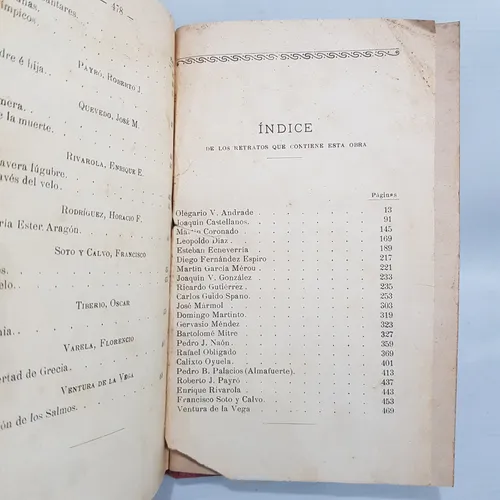 antares.
— 478 —
ímpicos
dre é hija.
PAYRÓ, ROBERTO J.
QUEVEDO, JOSÉ M.
mera.
e la muerte.
RIVAROLA, ENRIQUE E.
avera lúgubre.
ravés del velo.
RODRÍGUEZ, HORACIO F.
ría Ester Aragón.
SOTO Y CALVO, FRANCISCO
elo.
TIBERIO, OSCAR
nia.
VARELA, FLORENCIO
ertad de Grecia.
VENTURA DE LA VEGA
ón de los Salmos.
ÍNDICE
DE LOS RETRATOS QUE CONTIENE ESTA OBRA
Páginas
Olegario V. Andrade 13
Joaquín Castellanos. 91
Martín Coronado 145
Leopoldo Díaz. 169
Esteban Echeverría 189
Diego Fernández Espiro 217
Martín García Mérou. 221
Joaquín V. González 233
Ricardo Gutiérrez 235
Carlos Guido Spano. 253
José Mármol 303
Domingo Martinto 319
Gervasio Méndez 323
Bartolomé Mitre 327
Pedro J. Naón. 359
Rafael Obligado 369
Calixto Oyuela 401
Pedro B. Palacios (Almafuerte). 413
Roberto J. Payró 437
Enrique Rivarola 443
Francisco Soto y Calvo. 453
Ventura de la Vega 469